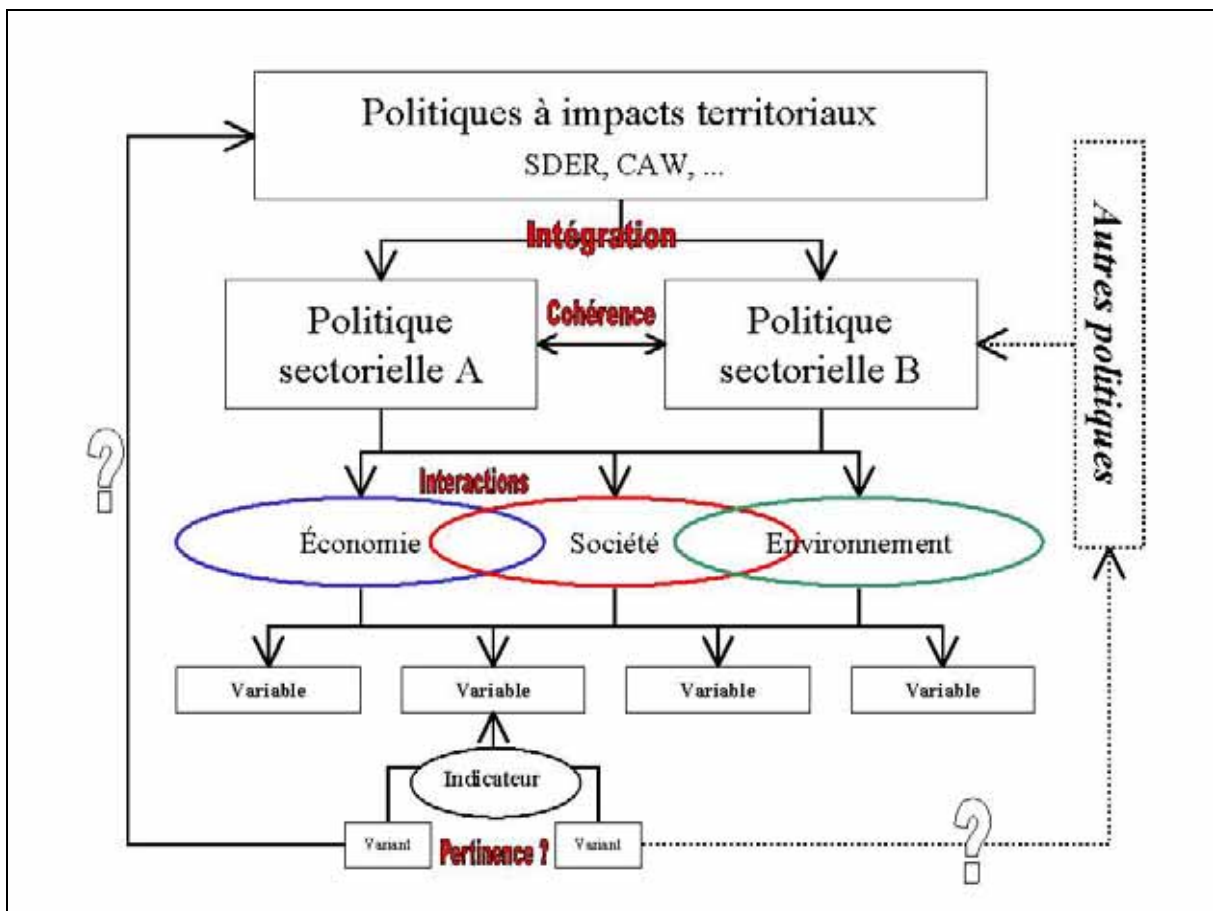 Politiques à impacts territoriaux
SDER, CAW, ...
Intégration
Politique
sectorielle A
Cohérence
Politique
sectorielle B
Autres politiques
?
Interactions
Économie
Société
Environnement
Variable
Variable
Variable
Variable
Indicateur
Variant
Pertinence ?
Variant
?